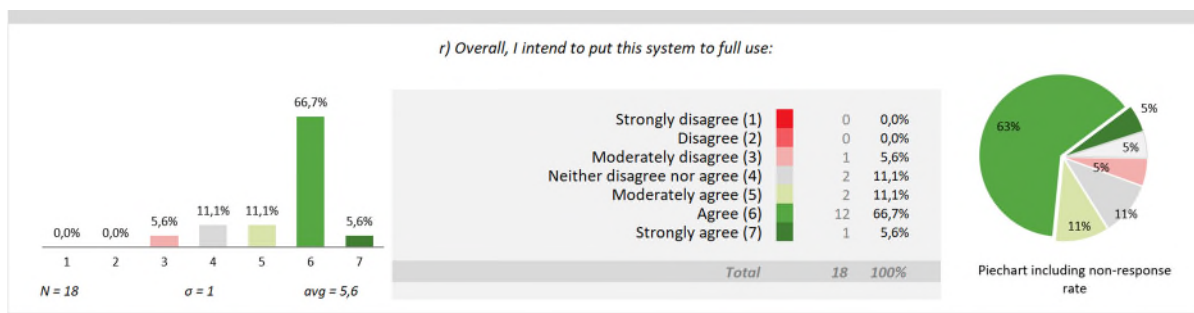 r) Overall, I intend to put this system to full use:
0,0%
0,0%
5,6%
11,1%
11,1%
66,7%
5,6%
1 2 3 4 5 6 7
N = 18 σ = 1 avg = 5,6
Strongly disagree (1) 0 0,0%
Disagree (2) 0 0,0%
Moderately disagree (3) 1 5,6%
Neither disagree nor agree (4) 2 11,1%
Moderately agree (5) 2 11,1%
Agree (6) 12 66,7%
Strongly agree (7) 1 5,6%
Total 18 100%
63%
5%
5%
5%
11%
11%
Piechart including non-response
rate